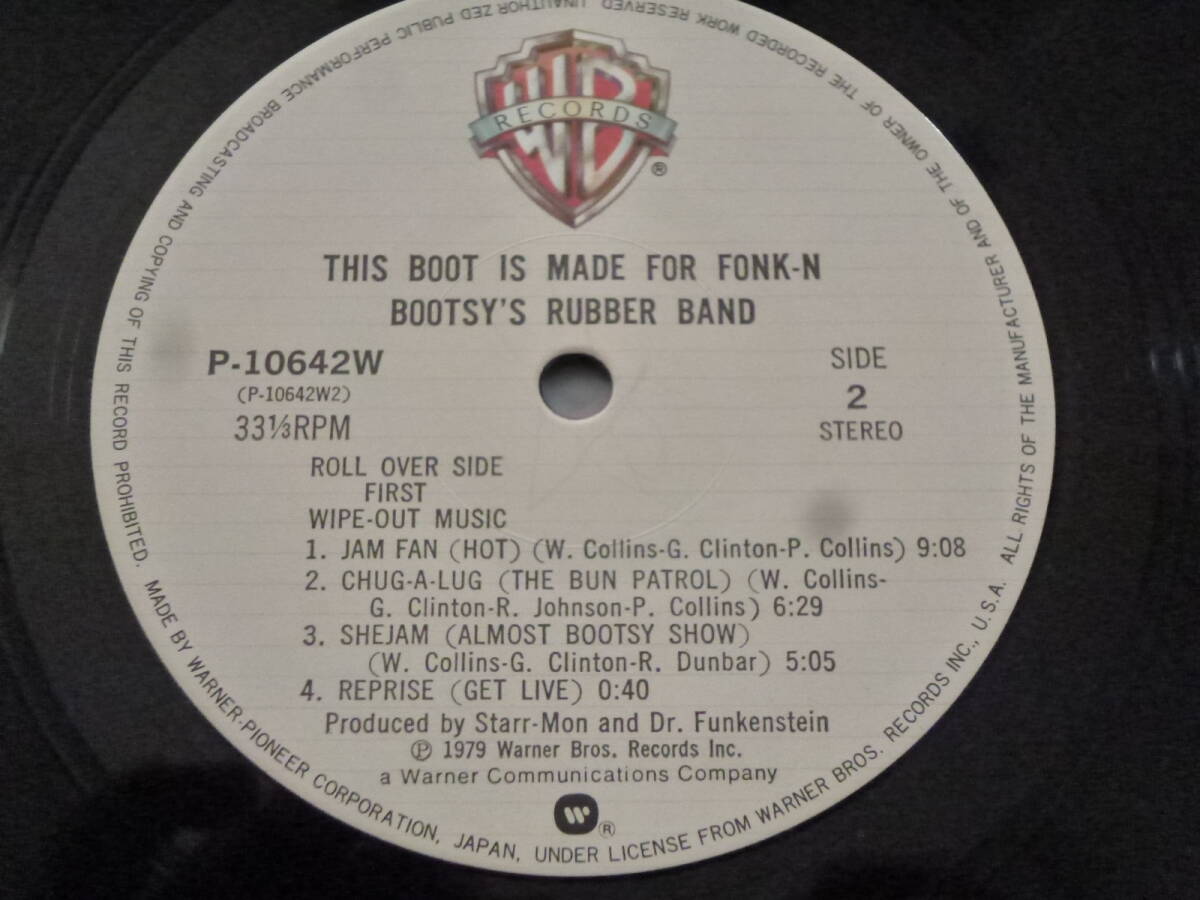 WB
RECORDS
®
THIS BOOT IS MADE FOR FONK-N
BOOTSY'S RUBBER BAND
P-10642W
(P-10642W2)
33⅓RPM
SIDE
2
STEREO
ROLL OVER SIDE
FIRST
WIPE-OUT MUSIC
1. JAM FAN (HOT) (W. Collins-G. Clinton-P. Collins) 9:08
2. CHUG-A-LUG (THE BUN PATROL) (W. Collins-
G. Clinton-R. Johnson-P. Collins) 6:29
3. SHEJAM (ALMOST BOOTSY SHOW)
(W. Collins-G. Clinton-R. Dunbar) 5:05
4. REPRISE (GET LIVE) 0:40
Produced by Starr-Mon and Dr. Funkenstein
℗ 1979 Warner Bros. Records Inc.
a Warner Communications Company
®
MADE BY WARNER-PIONEER CORPORATION, JAPAN, UNDER LICENSE FROM WARNER BROS. RECORDS INC., U.S.A. ALL RIGHTS OF THE MANUFACTURER AND OF THE OWNER OF THE RECORDED WORK RESERVED UNAUTHOR ZED PUBLIC PERFORMANCE BROADCASTING AND COPYING OF THIS RECORD PROHIBITED.